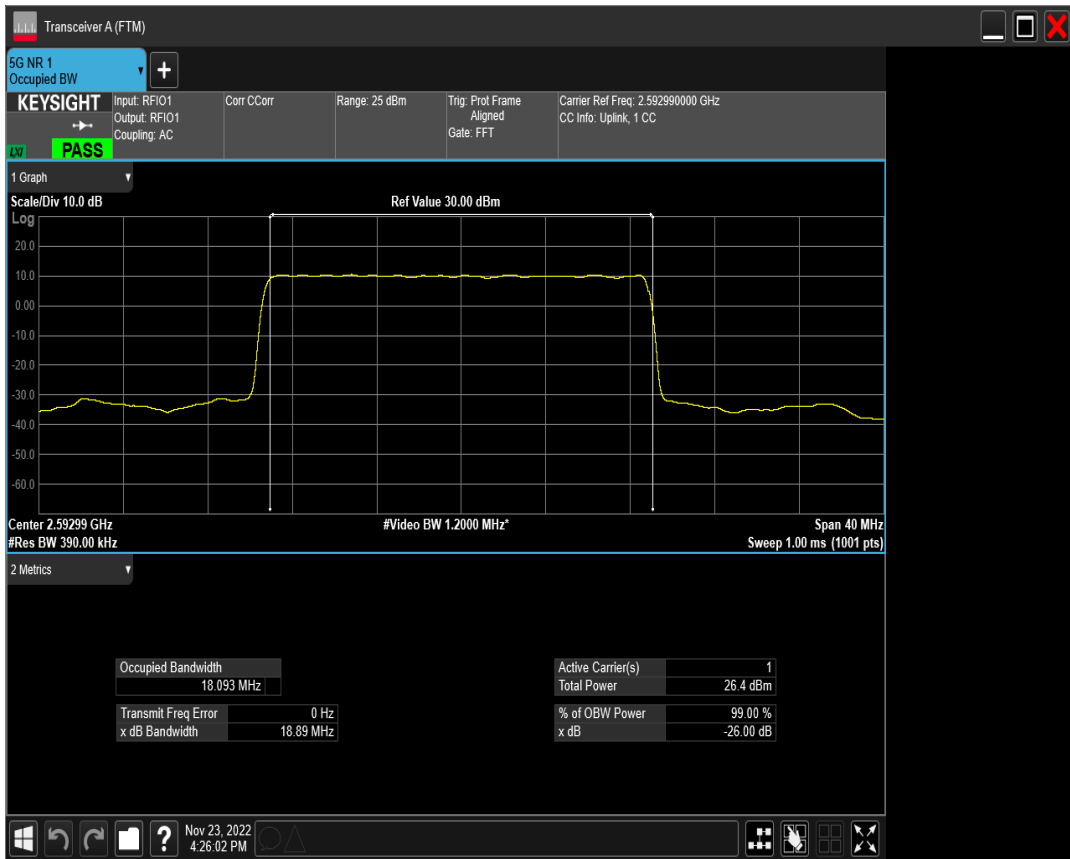 Transceiver A (FTM)
5G NR 1
Occupied BW
+
KEYSIGHT
LXI
PASS
Input: RFIO1
Output: RFIO1
Coupling: AC
Corr CCorr
Range: 25 dBm
Trig: Prot Frame
Aligned
Gate: FFT
Carrier Ref Freq: 2.592990000 GHz
CC Info: Uplink, 1 CC
1 Graph
Scale/Div 10.0 dB
Ref Value 30.00 dBm
Log
20.0
10.0
0.00
-10.0
-20.0
-30.0
-40.0
-50.0
-60.0
Center 2.59299 GHz
#Video BW 1.2000 MHz*
Span 40 MHz
#Res BW 390.00 kHz
Sweep 1.00 ms (1001 pts)
2 Metrics
Occupied Bandwidth
18.093 MHz
Transmit Freq Error 0 Hz
x dB Bandwidth 18.89 MHz
Active Carrier(s) 1
Total Power 26.4 dBm
% of OBW Power 99.00 %
x dB -26.00 dB
?
Nov 23, 2022
4:26:02 PM